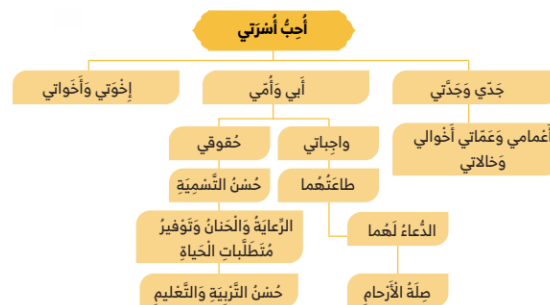 أُحِبُّ أُسْرَتي
جَدّي وَجَدَّتي
أَبي وَأُمّي
إِخْوَتي وَأَخَواتي
أَعْمامي وَعَمّاتي أَخْوالي
وَخالاتي
واجِباتي
حُقوقي
طاعَتُهُما
حُسْنُ التَّسْمِيَةِ
الدُّعاءُ لَهُما
الرِّعايَةُ وَالْحَنانُ وَتَوْفيرُ
مُتَطَلَّباتِ الْحَياةِ
صِلَةُ الْأَرْحامِ
حُسْنُ التَّرْبِيَةِ وَالتَّعْليمِ